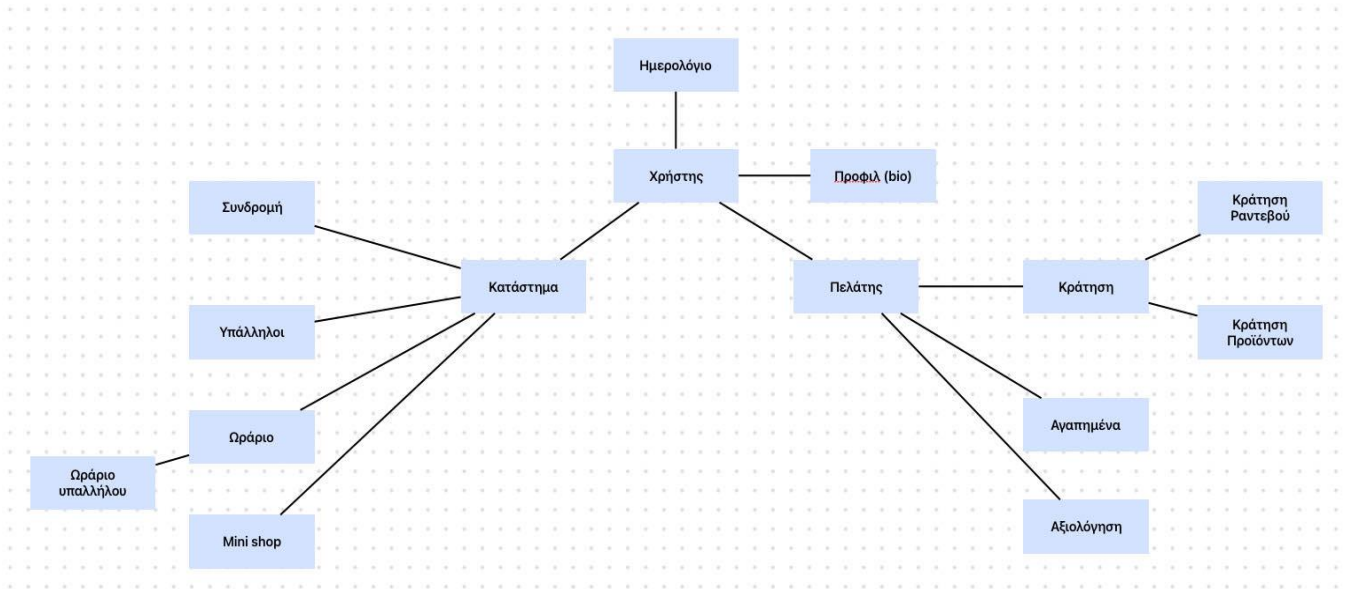 Ημερολόγιο
Χρήστης
Προφιλ (bio)
Συνδρομή
Κράτηση
Ραντεβού
Κατάστημα
Πελάτης
Κράτηση
Υπάλληλοι
Κράτηση
Προϊόντων
Ωράριο
Αγαπημένα
Ωράριο
υπαλλήλου
Mini shop
Αξιολόγηση